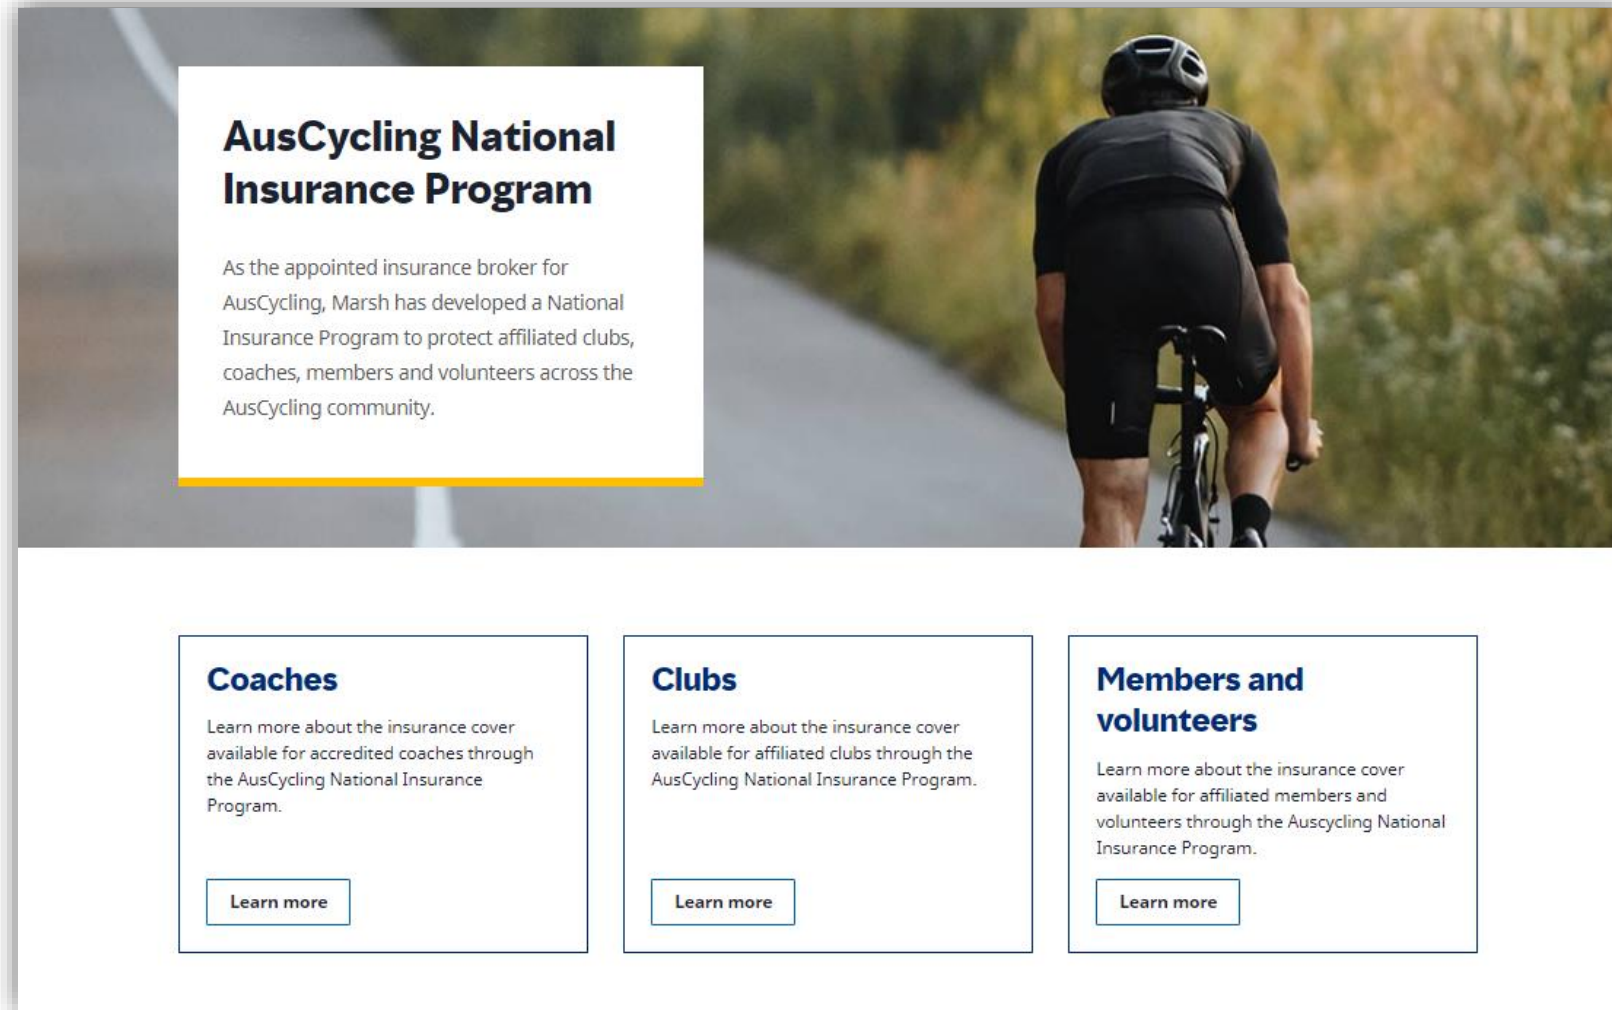 AusCycling National
Insurance Program
As the appointed insurance broker for
AusCycling, Marsh has developed a National
Insurance Program to protect affiliated clubs,
coaches, members and volunteers across the
AusCycling community.
Coaches
Learn more about the insurance cover
available for accredited coaches through
the AusCycling National Insurance
Program.
Learn more
Clubs
Learn more about the insurance cover
available for affiliated clubs through the
AusCycling National Insurance Program.
Learn more
Members and
volunteers
Learn more about the insurance cover
available for affiliated members and
volunteers through the Auscycling National
Insurance Program.
Learn more